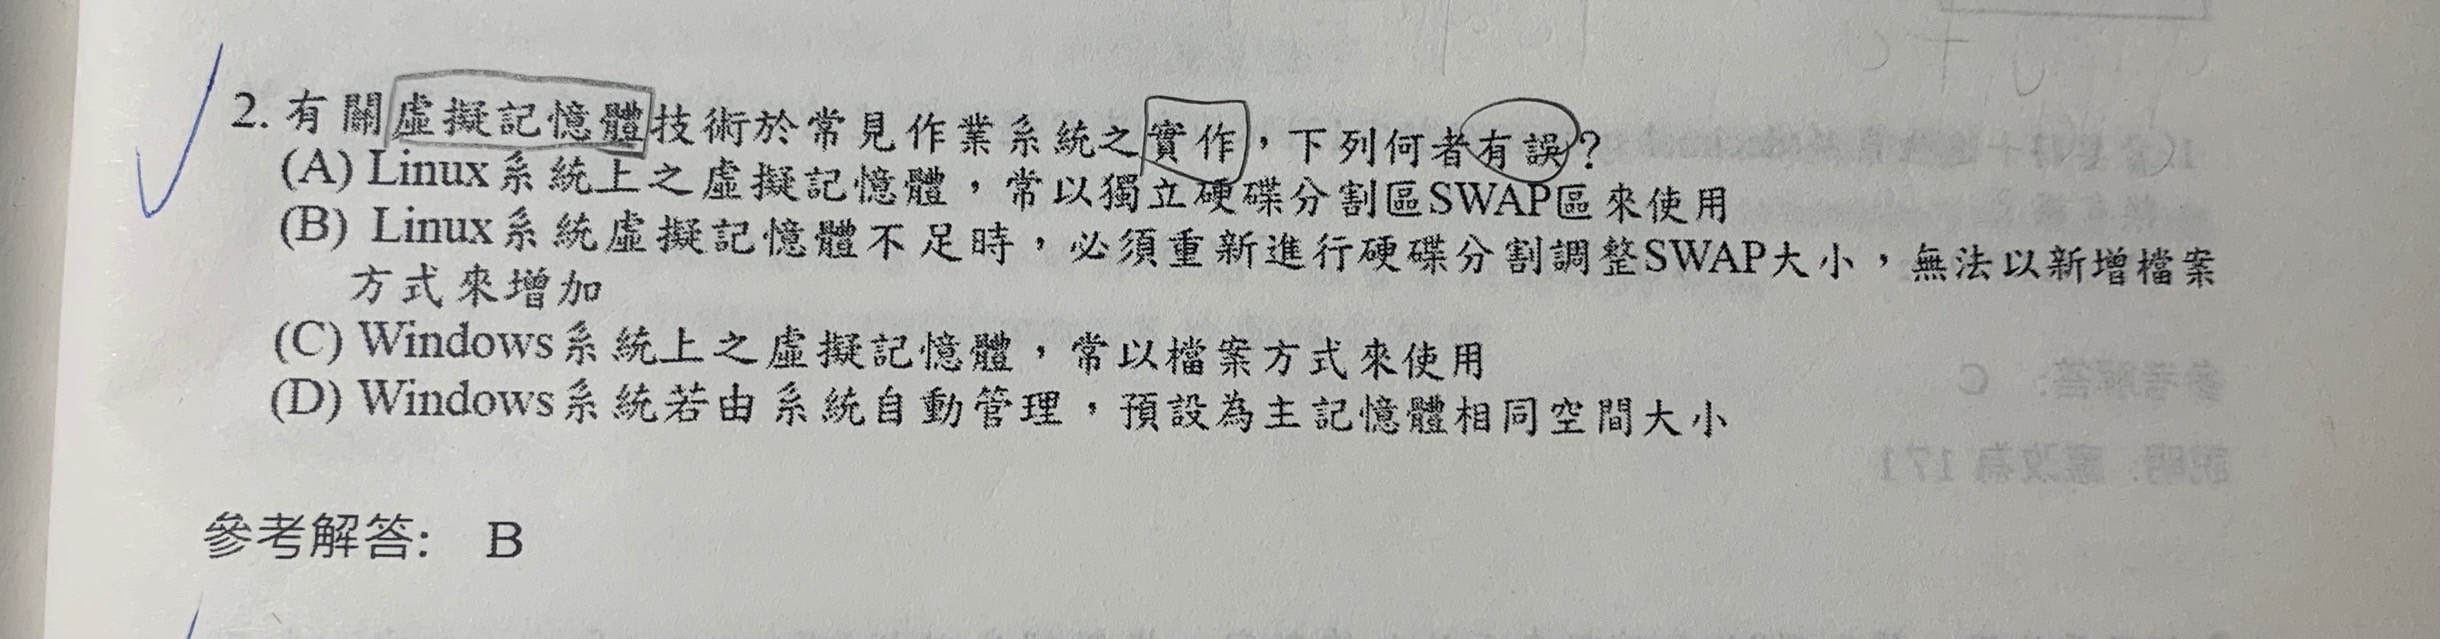 2. 有關虛擬記憶體技術於常見作業系統之實作，下列何者有誤？
(A) Linux系統上之虛擬記憶體，常以獨立硬碟分割區SWAP區來使用
(B) Linux系統虛擬記憶體不足時，必須重新進行硬碟分割調整SWAP大小，無法以新增檔案
方式來增加
(C) Windows系統上之虛擬記憶體，常以檔案方式來使用
(D) Windows系統若由系統自動管理，預設為主記憶體相同空間大小
參考解答: B